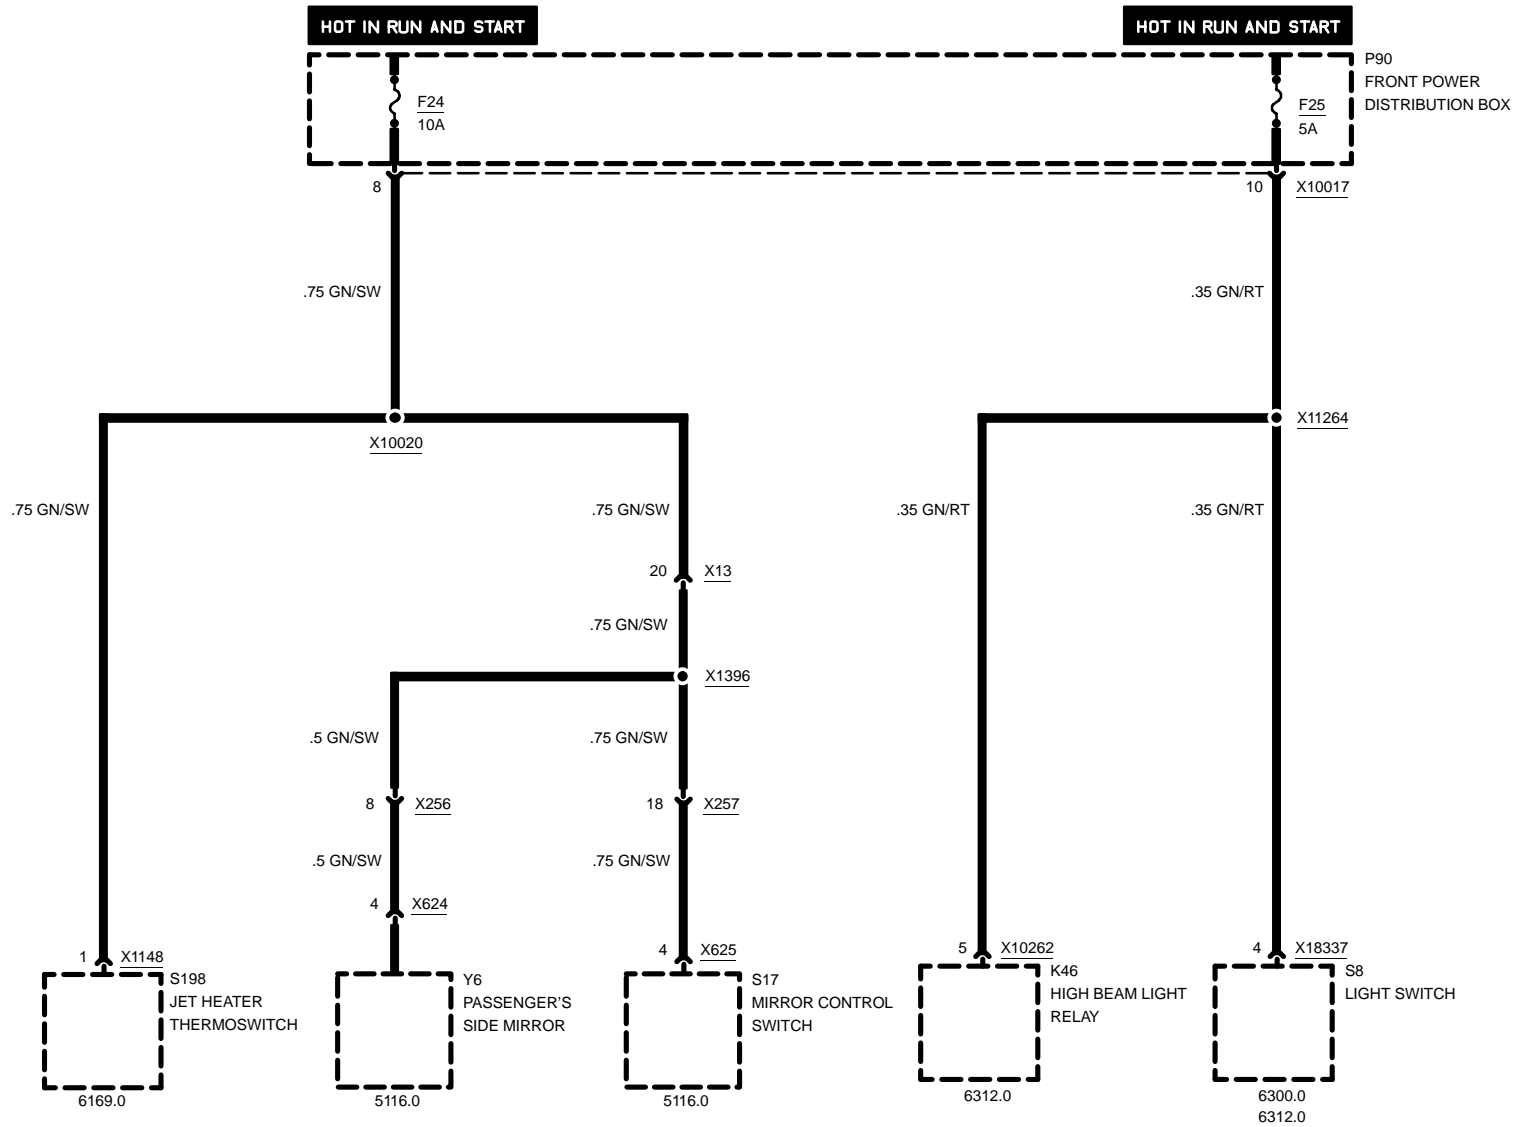 HOT IN RUN AND START
HOT IN RUN AND START
P90
FRONT POWER
DISTRIBUTION BOX
F24
10A
F25
5A
8
10
X10017
.75 GN/SW
.35 GN/RT
X10020
X11264
.75 GN/SW
.75 GN/SW
.35 GN/RT
.35 GN/RT
20
X13
.75 GN/SW
X1396
.5 GN/SW
.75 GN/SW
8
X256
18
X257
.5 GN/SW
.75 GN/SW
4
X624
1
X1148
4
X625
5
X10262
4
X18337
S198
JET HEATER
THERMOSWITCH
Y6
PASSENGER'S
SIDE MIRROR
S17
MIRROR CONTROL
SWITCH
K46
HIGH BEAM LIGHT
RELAY
S8
LIGHT SWITCH
6169.0
5116.0
5116.0
6312.0
6300.0
6312.0